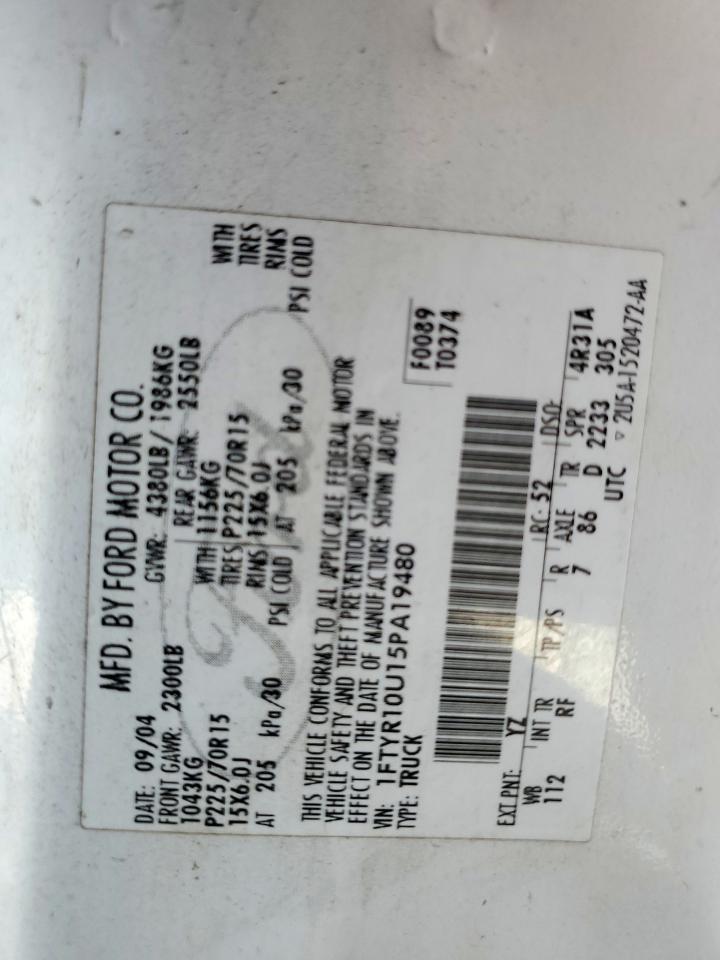 MFD. BY FORD MOTOR CO.
DATE: 09/04 GVWR: 4380LB/ 1986KG
FRONT GAWR: 2300LB REAR GAWR: 2550LB
1043KG WITH 1156KG WITH
P225/70R15 TIRES P225/70R15 TIRES
15X6.0J RIMS 15X6.0J RIMS
AT 205 kPa/30 PSI COLD AT 205 kPa/30 PSI COLD
THIS VEHICLE CONFORMS TO ALL APPLICABLE FEDERAL MOTOR
VEHICLE SAFETY AND THEFT PREVENTION STANDARDS IN
EFFECT ON THE DATE OF MANUFACTURE SHOWN ABOVE.
VIN: 1FTYR10U15PA19480 F0089
TYPE: TRUCK T0374
EXT PNT: YZ RC: 52 DSO:
WB INT TR TP/PS R AXLE TR SPR 4R31A
112 RF 7 86 D 2233 305
UTC ▽ 2U5A-1520472-AA
Ford